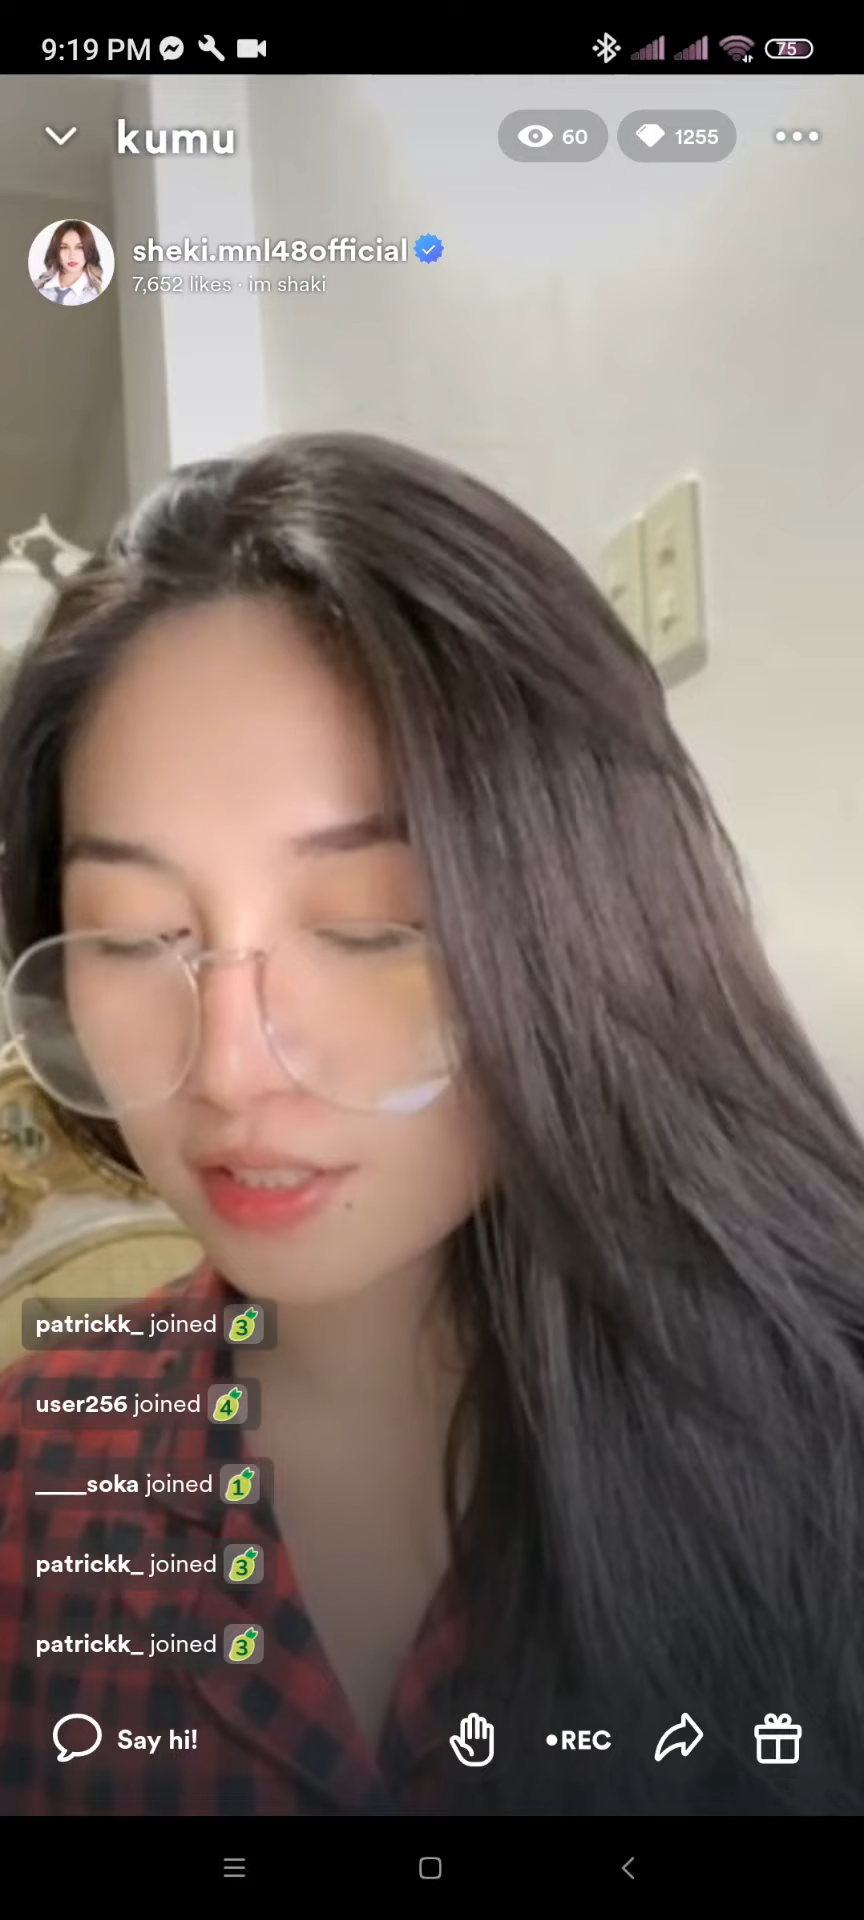 9:19 PM
75
kumu
60
1255
sheki.mnl48official
7,652 likes · im shaki
patrickk_ joined 3
user256 joined 4
____soka joined 1
patrickk_ joined 3
patrickk_ joined 3
Say hi!
•REC